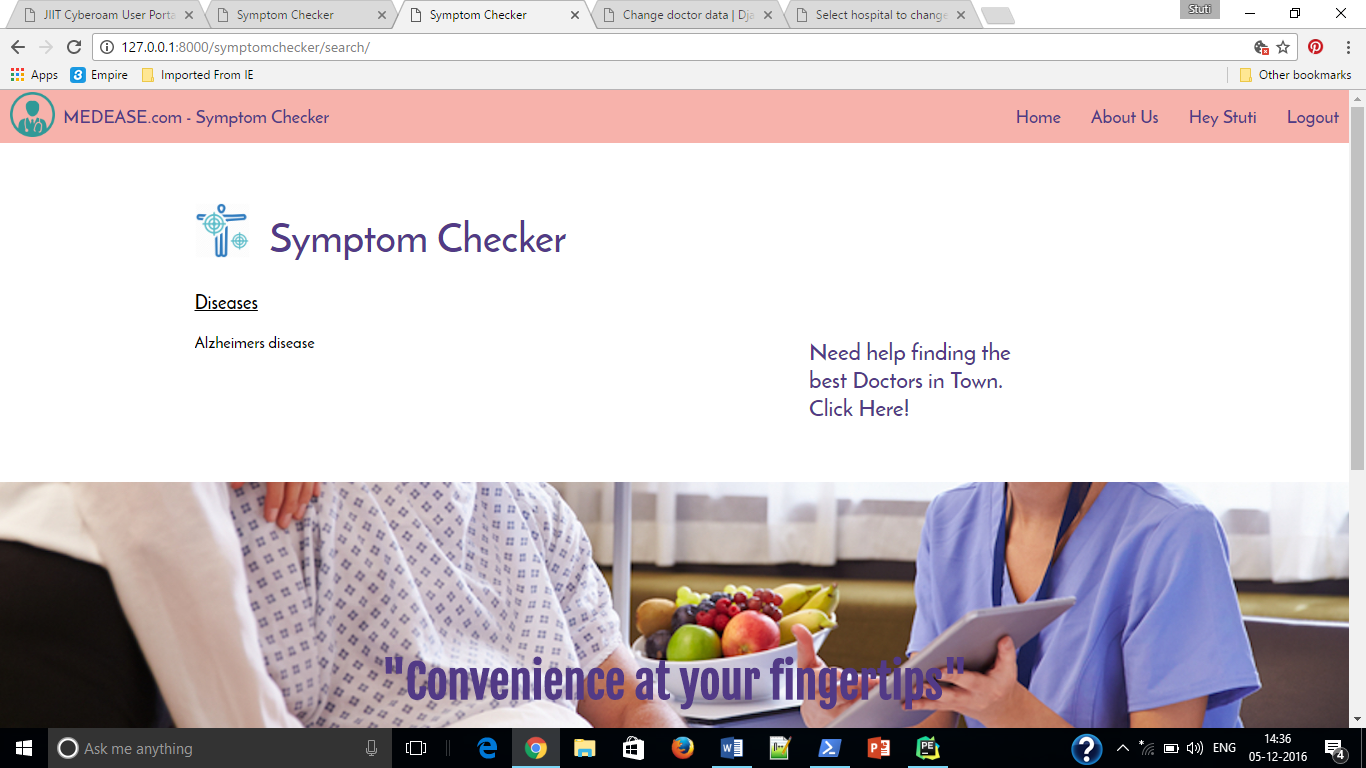 JIIT Cyberoam User Porta
Symptom Checker
Symptom Checker
Change doctor data | Dja
Select hospital to change
Stuti
127.0.0.1:8000/symptomchecker/search/
Apps
Empire
Imported From IE
Other bookmarks
MEDEASE.com - Symptom Checker
Home
About Us
Hey Stuti
Logout
Symptom Checker
Diseases
Alzheimers disease
Need help finding the
best Doctors in Town.
Click Here!
"Convenience at your fingertips"
Ask me anything
ENG
14:36
05-12-2016
4